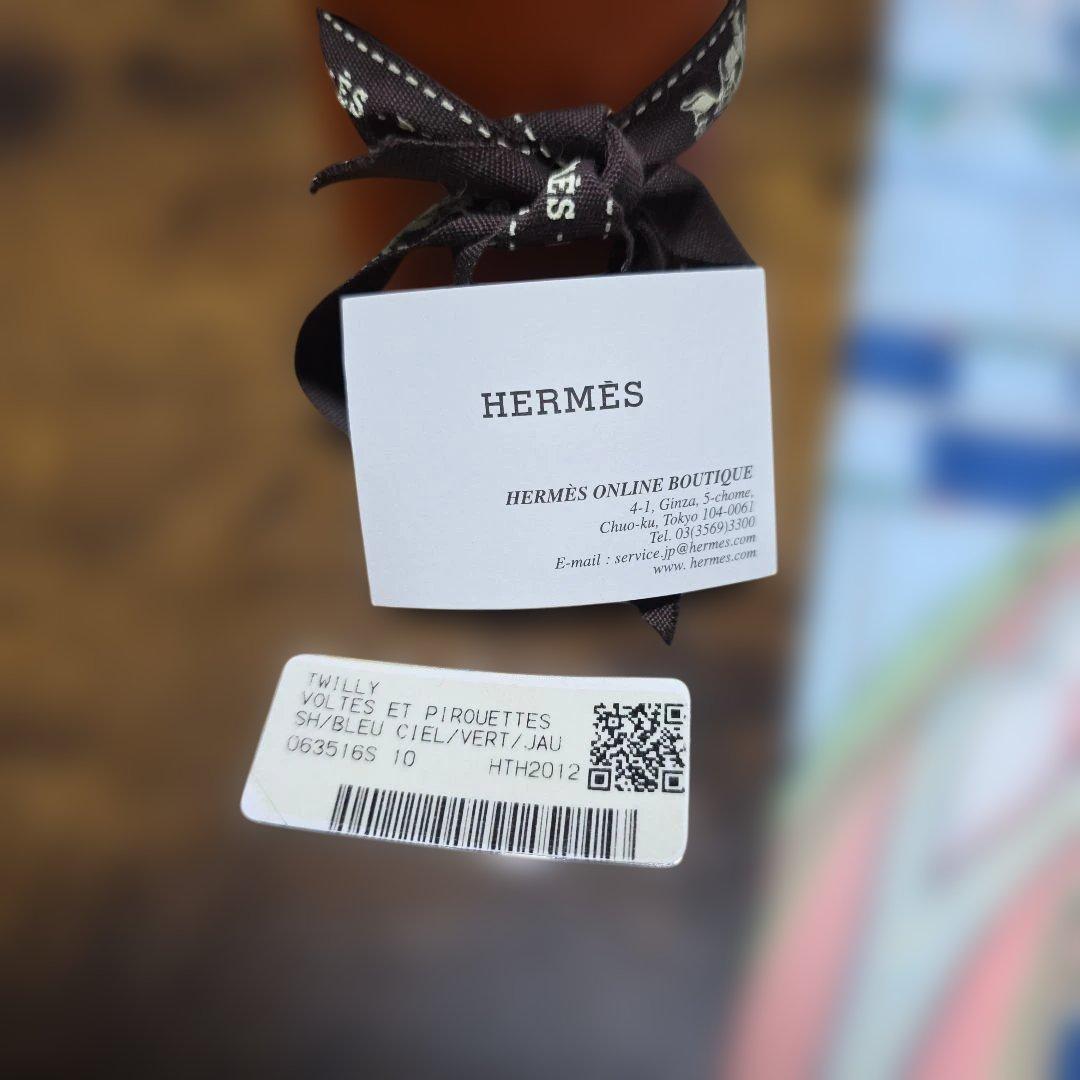 ÈS
ÈS
HERMÈS
HERMÈS ONLINE BOUTIQUE
4-1, Ginza, 5-chome,
Chuo-ku, Tokyo 104-0061
Tel. 03(3569)3300
E-mail : service.jp@hermes.com
www. hermes.com
TWILLY
VOLTES ET PIROUETTES
SH/BLEU CIEL/VERT/JAU
063516S 10 HTH2012